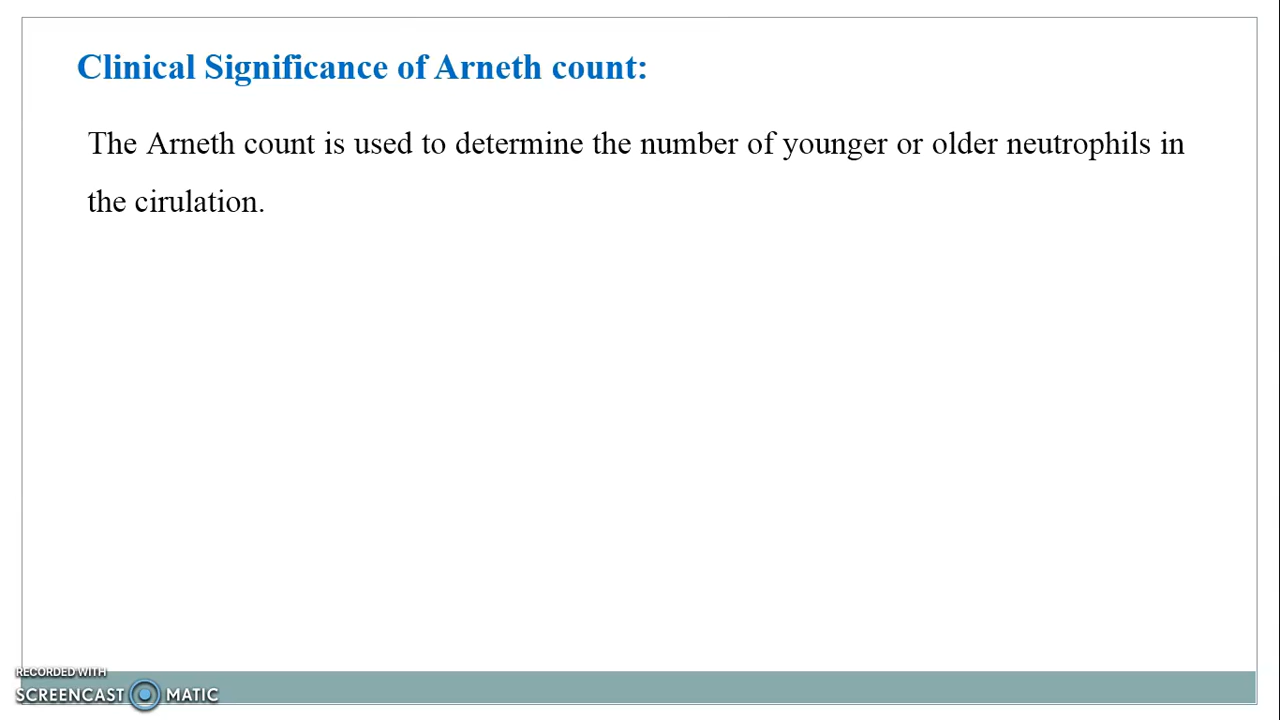 Clinical Significance of Arneth count:
The Arneth count is used to determine the number of younger or older neutrophils in
the cirulation.
RECORDED WITH
SCREENCAST MATIC